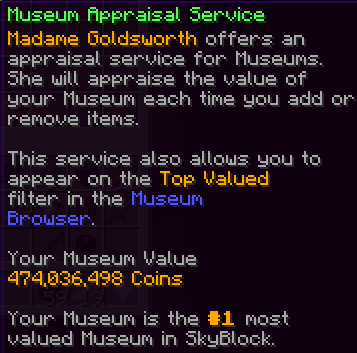 Museum Appraisal Service
Madame Goldsworth offers an
appraisal service for Museums.
She will appraise the value of
your Museum each time you add or
remove items.
This service also allows you to
appear on the Top Valued
filter in the Museum
Browser.
Your Museum Value
474,036,498 Coins
Your Museum is the #1 most
valued Museum in SkyBlock.